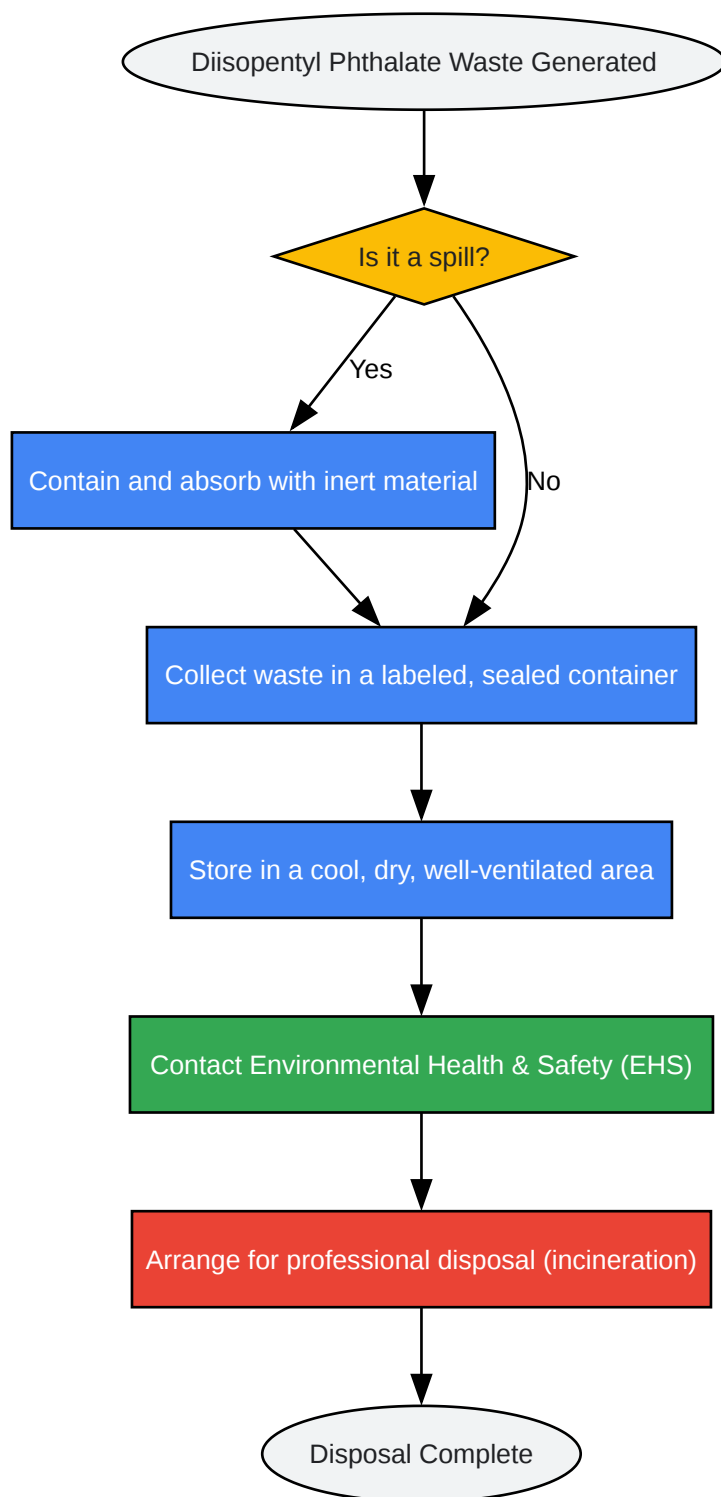 Diisopentyl Phthalate Waste Generated
Is it a spill?
Yes
Contain and absorb with inert material
No
Collect waste in a labeled, sealed container
Store in a cool, dry, well-ventilated area
Contact Environmental Health & Safety (EHS)
Arrange for professional disposal (incineration)
Disposal Complete